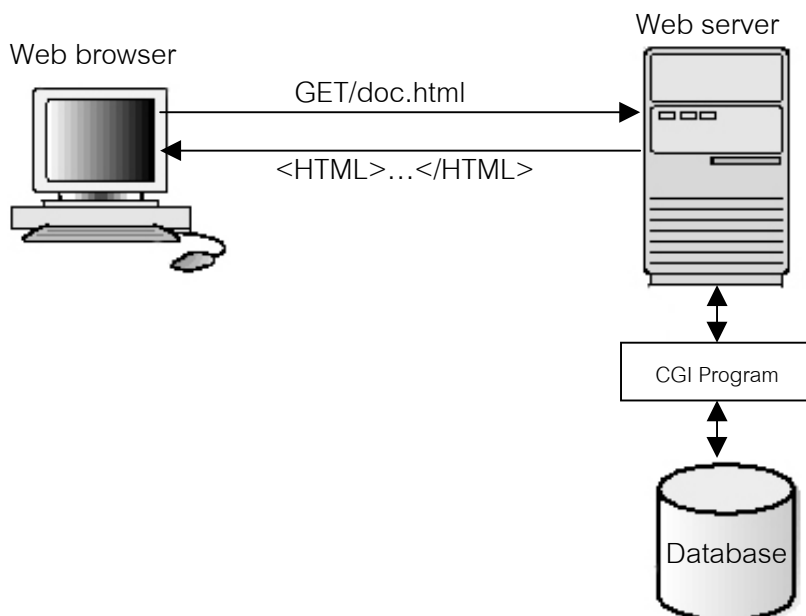 Web server
Web browser
GET/doc.html
<HTML>...</HTML>
CGI Program
Database